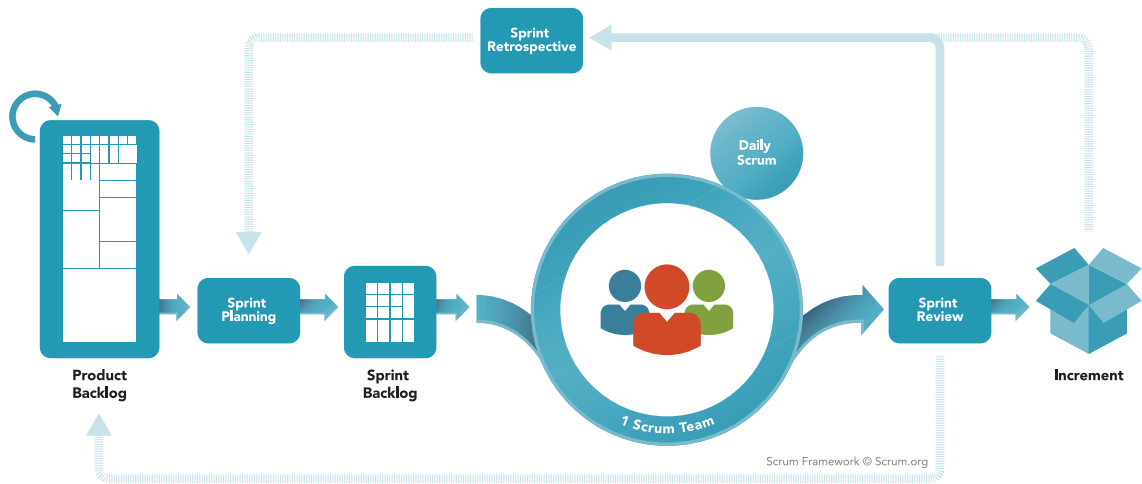 Sprint
Retrospective
Daily
Scrum
Sprint
Planning
Sprint
Review
Product
Backlog
Sprint
Backlog
1 Scrum Team
Increment
Scrum Framework © Scrum.org